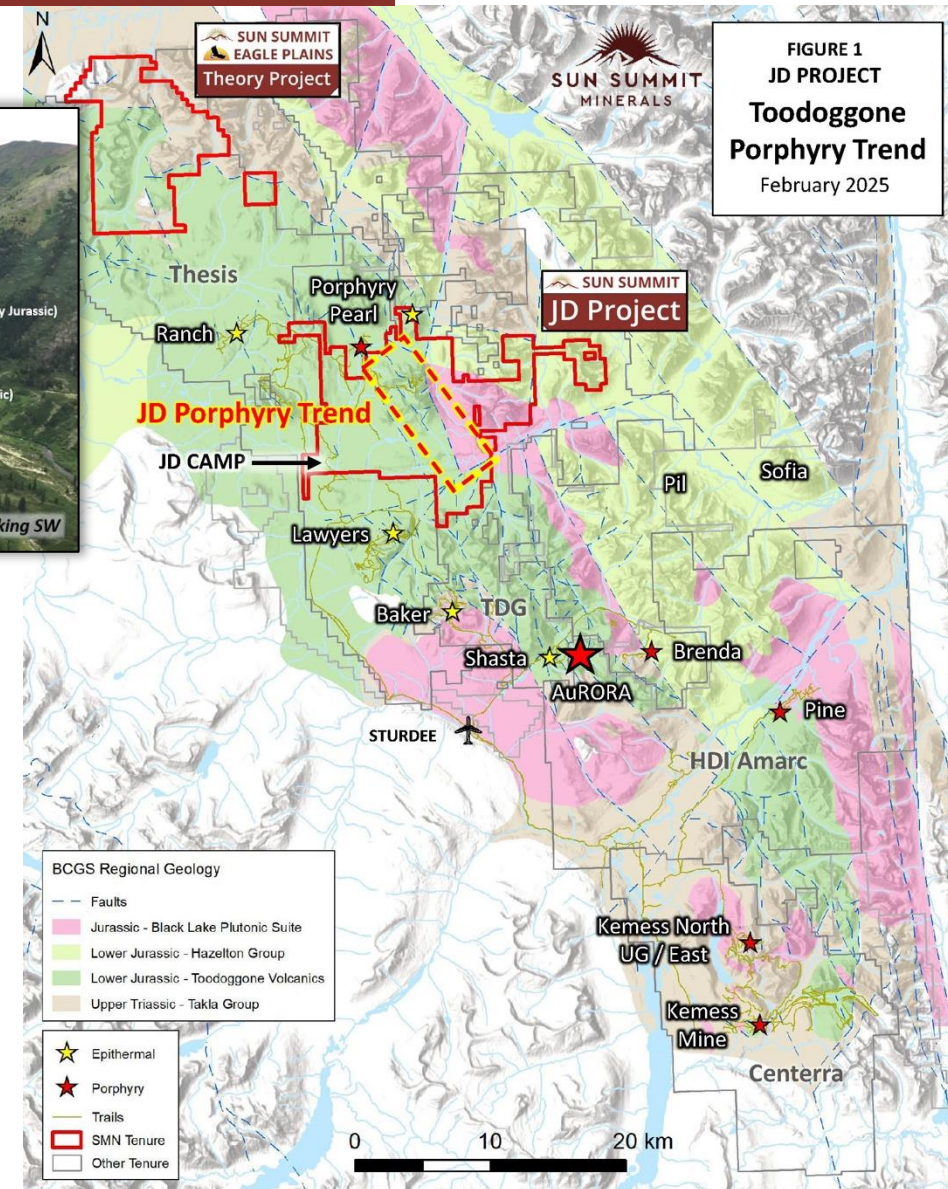 N
SUN SUMMIT
EAGLE PLAINS
Theory Project
SUN SUMMIT
MINERALS
FIGURE 1
JD PROJECT
Toodoggone
Porphyry Trend
February 2025
y Jurassic)
ic)
king SW
Thesis
Porphyry
Pearl
Ranch
SUN SUMMIT
JD Project
JD Porphyry Trend
JD CAMP
Pil
Sofia
Lawyers
Baker
TDG
Shasta
AuRORA
Brenda
Pine
STURDEE
HDI Amarc
BCGS Regional Geology
Faults
Jurassic - Black Lake Plutonic Suite
Lower Jurassic - Hazelton Group
Lower Jurassic - Toodoggone Volcanics
Upper Triassic - Takla Group
Kemess North
UG / East
Kemess
Mine
Centerra
Epithermal
Porphyry
Trails
SMN Tenure
Other Tenure
0 10 20 km